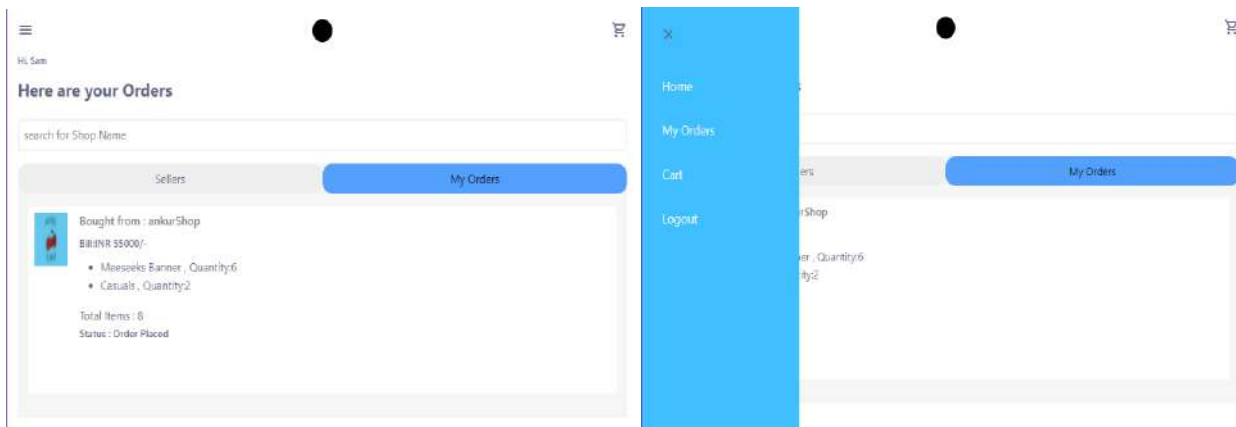 Hi, Sam
Here are your Orders
search for Shop Name
Sellers
My Orders
Bought from : ankurShop
Bill:INR 55000/-
Meeseeks Banner , Quantity:6
Casuals , Quantity:2
Total Items : 8
Status : Order Placed
Home
My Orders
Cart
Logout
s
ers
My Orders
rShop
er , Quantity:6
ity:2